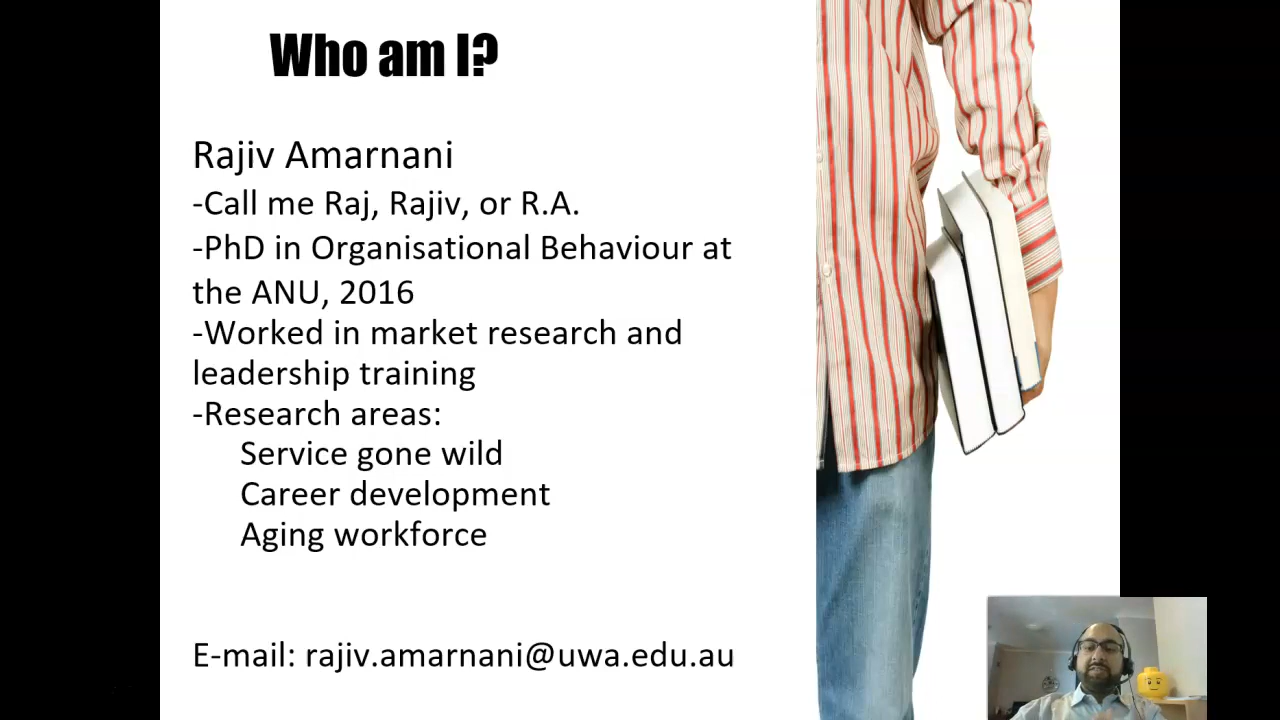 Who am I?
Rajiv Amarnani
-Call me Raj, Rajiv, or R.A.
-PhD in Organisational Behaviour at
the ANU, 2016
-Worked in market research and
leadership training
-Research areas:
Service gone wild
Career development
Aging workforce
E-mail: rajiv.amarnani@uwa.edu.au